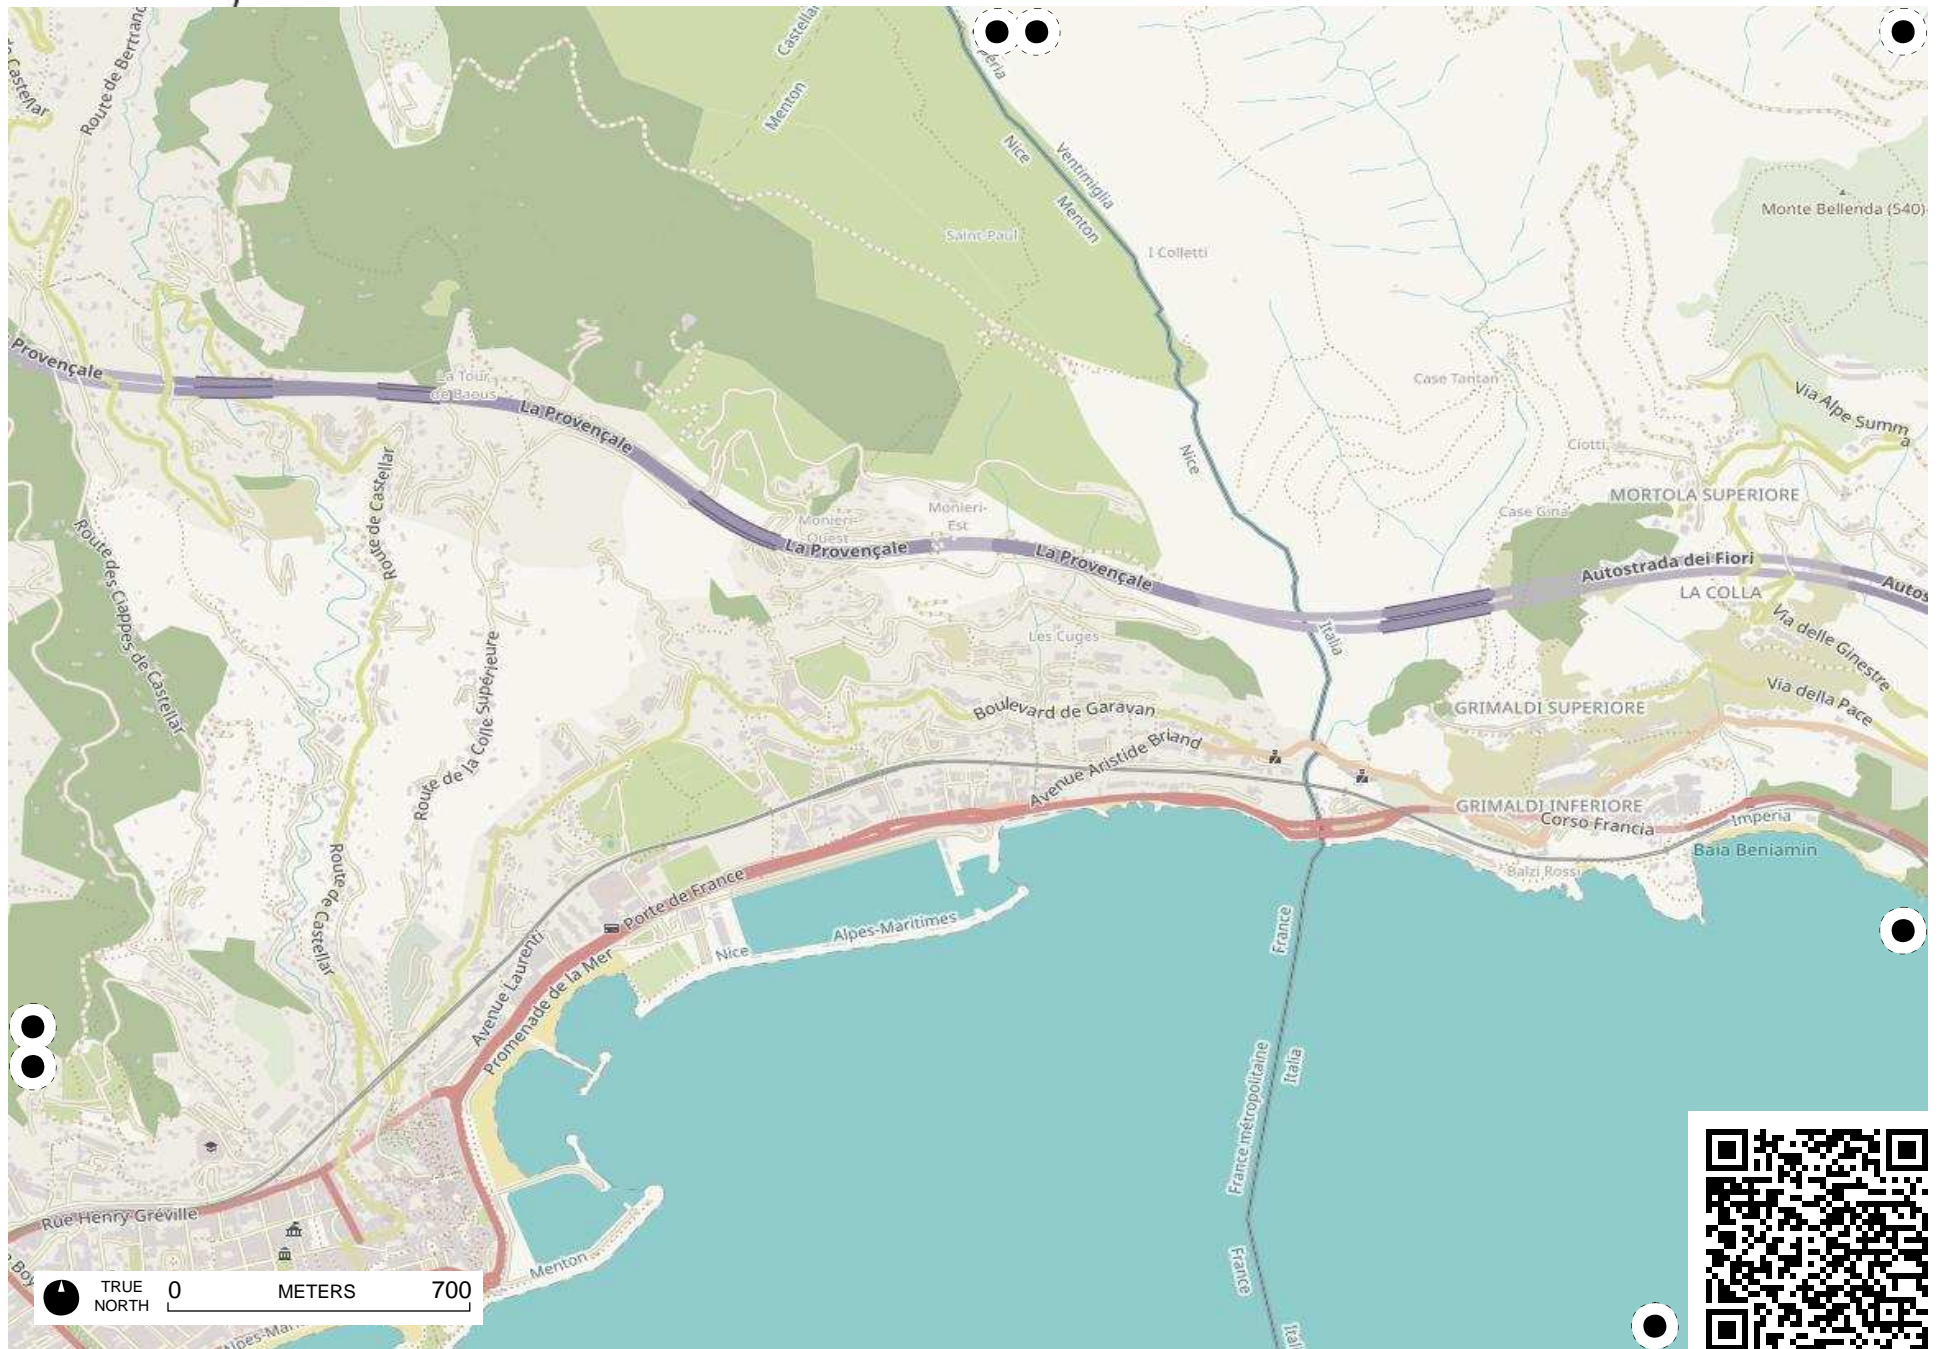 Castellar
Route de Bertrand
Castellar
Menton
Nice
Ventimiglia
Menton
Saint-Paul
I Colletti
Monte Bellenda (540)
Provençale
La Tour
de Baous
La Provençale
Case Tantan
Via Alpe Summa
Ciotti
Nice
Route de Castellar
MORTOLA SUPERIORE
Case Gina
Monieri-
Ouest
Monieri-
Est
La Provençale
La Provençale
Autostrada dei Fiori
LA COLLA
Autos
Route des Ciappes de Castellar
Les Cuges
Italia
Via delle Ginestre
Via della Pace
Route de la Colle Supérieure
Boulevard de Garavan
GRIMALDI SUPERIORE
Avenue Aristide Briand
GRIMALDI INFERIORE
Corso Francia
Imperia
Baia Beniamin
Balzi Rossi
Route de Castellar
Porte de France
Alpes-Maritimes
Nice
France
Avenue Laurenti
Promenade de la Mer
France métropolitaine
Italia
Rue Henry Gréville
Menton
France
Ital
TRUE
NORTH
0 METERS 700